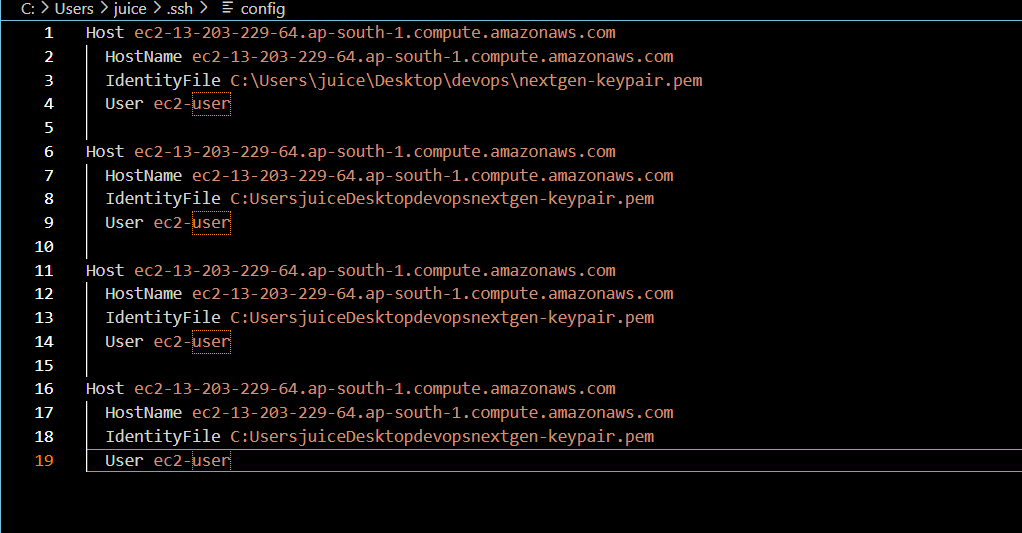 C: > Users > juice > .ssh > config
1 Host ec2-13-203-229-64.ap-south-1.compute.amazonaws.com
2 HostName ec2-13-203-229-64.ap-south-1.compute.amazonaws.com
3 IdentityFile C:\Users\juice\Desktop\devops\nextgen-keypair.pem
4 User ec2-user
5
6 Host ec2-13-203-229-64.ap-south-1.compute.amazonaws.com
7 HostName ec2-13-203-229-64.ap-south-1.compute.amazonaws.com
8 IdentityFile C:UsersjuiceDesktopdevopsnextgen-keypair.pem
9 User ec2-user
10
11 Host ec2-13-203-229-64.ap-south-1.compute.amazonaws.com
12 HostName ec2-13-203-229-64.ap-south-1.compute.amazonaws.com
13 IdentityFile C:UsersjuiceDesktopdevopsnextgen-keypair.pem
14 User ec2-user
15
16 Host ec2-13-203-229-64.ap-south-1.compute.amazonaws.com
17 HostName ec2-13-203-229-64.ap-south-1.compute.amazonaws.com
18 IdentityFile C:UsersjuiceDesktopdevopsnextgen-keypair.pem
19 User ec2-user